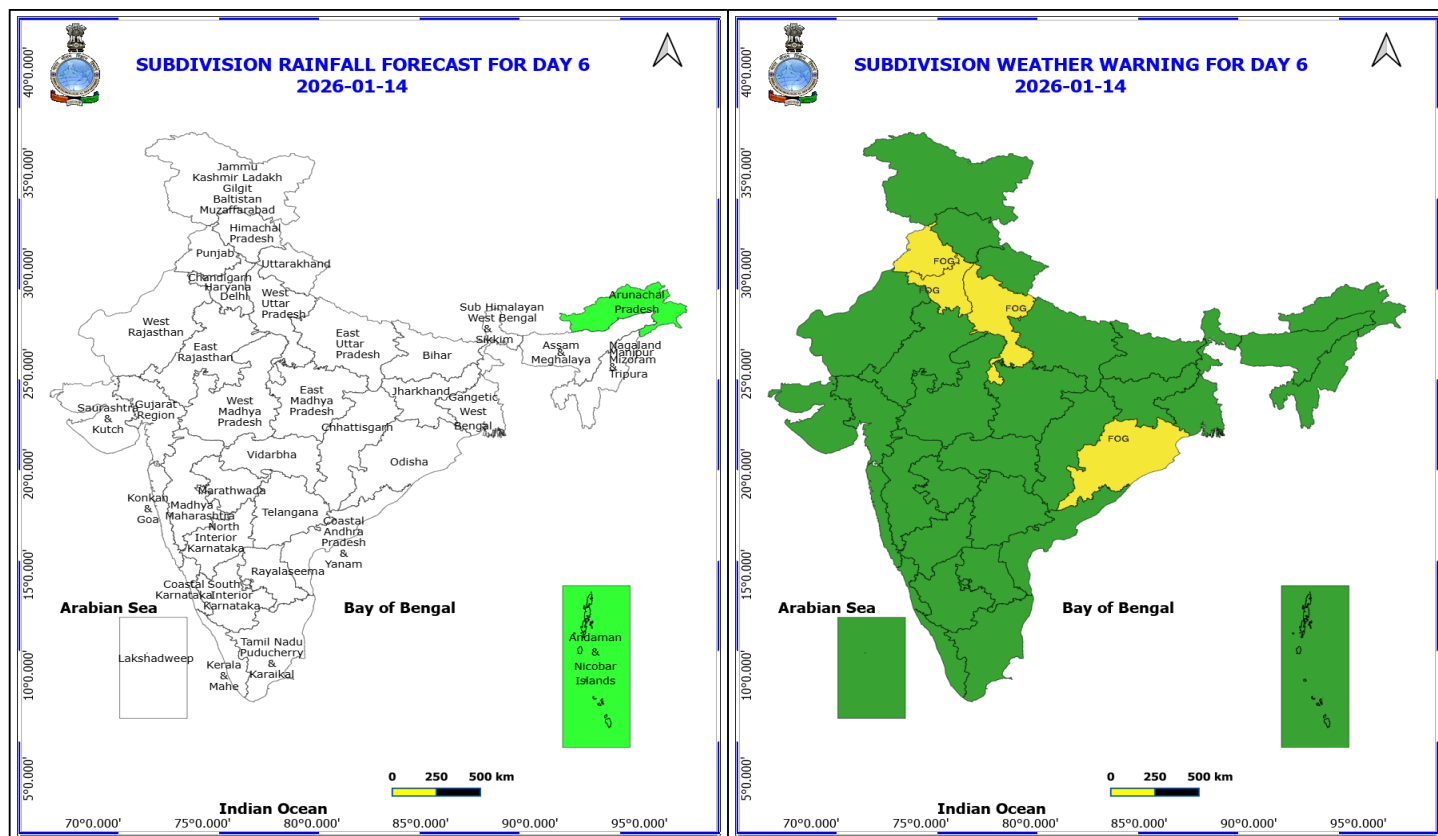 SUBDIVISION RAINFALL FORECAST FOR DAY 6
2026-01-14
40°0.000'
35°0.000'
30°0.000'
25°0.000'
20°0.000'
15°0.000'
10°0.000'
5°0.000'
Jammu
Kashmir Ladakh
Gilgit
Baltistan
Muzaffarabad
Himachal
Pradesh
Punjab
Uttarakhand
Chandigarh
Haryana
Delhi
West
Uttar
Pradesh
Arunachal
Pradesh
Sub Himalayan
West Bengal
&
Sikkim
West
Rajasthan
East
Rajasthan
East
Uttar
Pradesh
Bihar
Assam
&
Meghalaya
Nagaland
Manipur
Mizoram
&
Tripura
Saurashtra
&
Kutch
Gujarat
Region
West
Madhya
Pradesh
East
Madhya
Pradesh
Jharkhand
Gangetic
West
Bengal
Chhattisgarh
Vidarbha
Odisha
Konkan
&
Goa
Marathwada
Madhya
Maharashtra
Telangana
North
Interior
Karnataka
Coastal
Andhra
Pradesh
&
Yanam
Rayalaseema
Coastal
Karnataka
South
Interior
Karnataka
Arabian Sea
Bay of Bengal
Lakshadweep
Kerala
&
Mahe
Tamil Nadu
Puducherry
&
Karaikal
Andaman
&
Nicobar
Islands
0 250 500 km
Indian Ocean
70°0.000' 75°0.000' 80°0.000' 85°0.000' 90°0.000' 95°0.000'
SUBDIVISION WEATHER WARNING FOR DAY 6
2026-01-14
40°0.000'
35°0.000'
30°0.000'
25°0.000'
20°0.000'
15°0.000'
10°0.000'
5°0.000'
FOG
FOG
FOG
FOG
Arabian Sea
Bay of Bengal
0 250 500 km
Indian Ocean
70°0.000' 75°0.000' 80°0.000' 85°0.000' 90°0.000' 95°0.000'